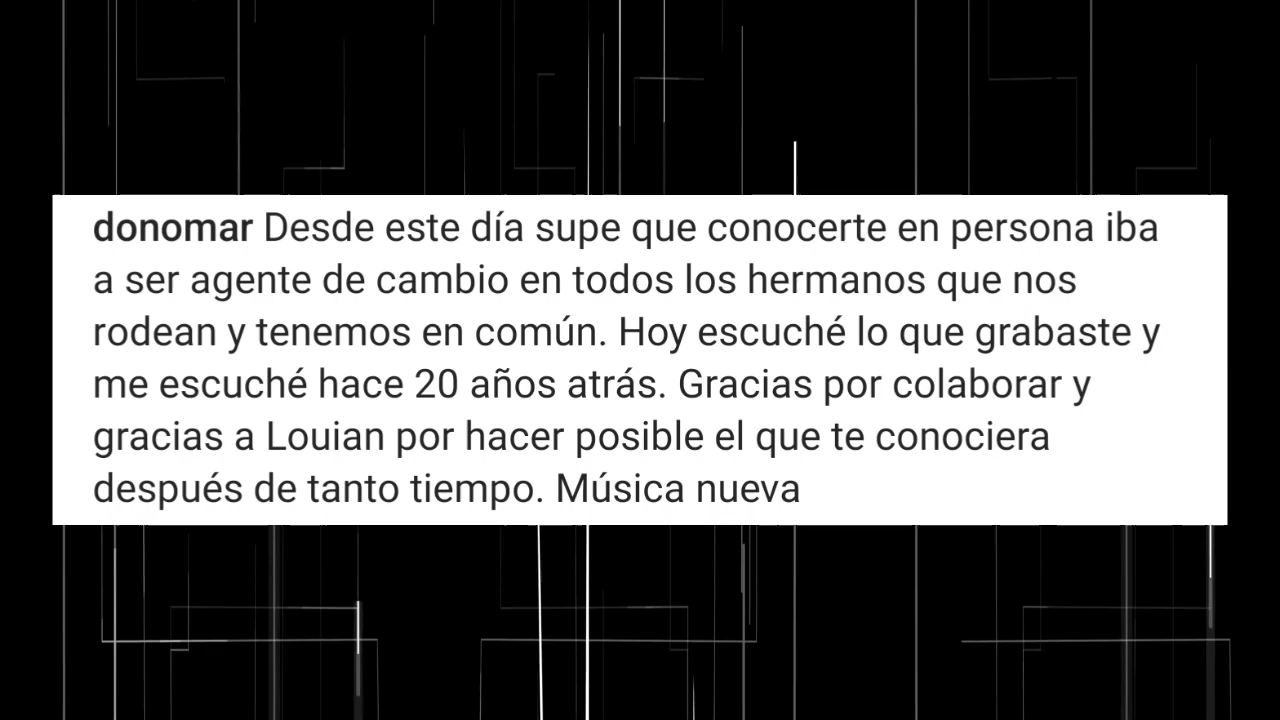 donomar Desde este día supe que conocerte en persona iba
a ser agente de cambio en todos los hermanos que nos
rodean y tenemos en común. Hoy escuché lo que grabaste y
me escuché hace 20 años atrás. Gracias por colaborar y
gracias a Louian por hacer posible el que te conociera
después de tanto tiempo. Música nueva